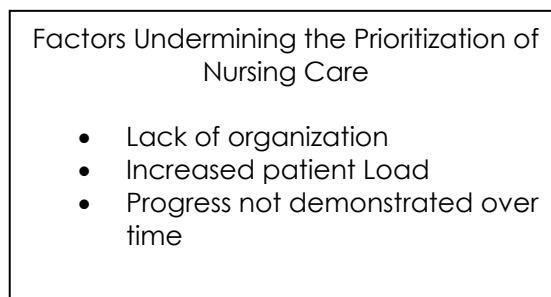 Factors Undermining the Prioritization of
Nursing Care
• Lack of organization
• Increased patient Load
• Progress not demonstrated over
time